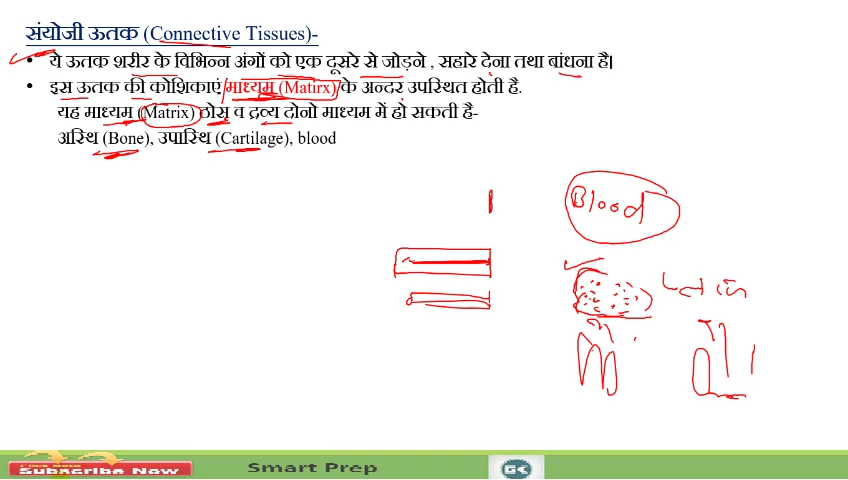 संयोजी ऊतक (Connective Tissues)-
• ये ऊतक शरीर के विभिन्न अंगों को एक दूसरे से जोड़ने , सहारे देना तथा बांधना है।
• इस ऊतक की कोशिकाएं माध्यम (Matirx) के अन्दर उपस्थित होती है.
यह माध्यम (Matrix) ठोस व द्रव्य दोनो माध्यम में हो सकती है-
अस्थि (Bone), उपास्थि (Cartilage), blood
Blood
Subscribe Now
Smart Prep
GK